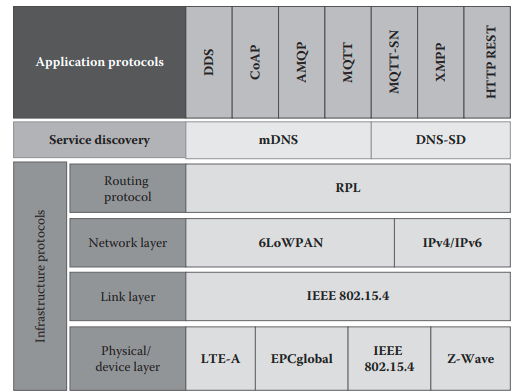 Application protocols
DDS
CoAP
AMQP
MQTT
MQTT-SN
XMPP
HTTP REST
Service discovery
mDNS
DNS-SD
Infrastructure protocols
Routing
protocol
RPL
Network layer
6LoWPAN
IPv4/IPv6
Link layer
IEEE 802.15.4
Physical/
device layer
LTE-A
EPCglobal
IEEE
802.15.4
Z-Wave